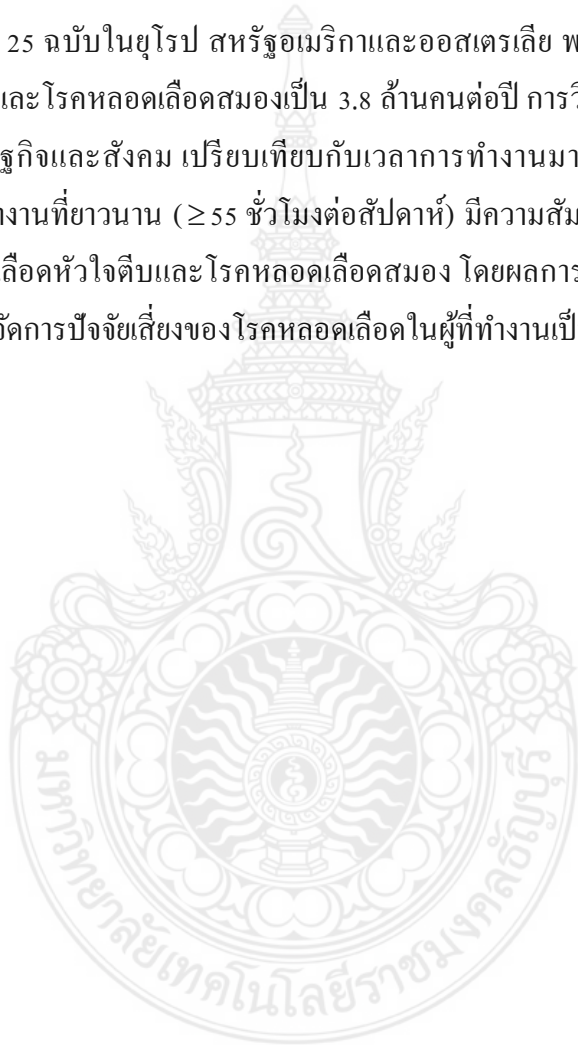 25 ฉบับในยุโรป สหรัฐอเมริกาและออสเตรเลีย พ
และโรคหลอดเลือดสมองเป็น 3.8 ล้านคนต่อปี การวิ
ฐกิจและสังคม เปรียบเทียบกับเวลาการทำงานมา
างานที่ยาวนาน (≥55 ชั่วโมงต่อสัปดาห์) มีความสัม
ลือดหัวใจตีบและโรคหลอดเลือดสมอง โดยผลการ
จัดการปัจจัยเสี่ยงของโรคหลอดเลือดในผู้ที่ทำงานเป็
มหาวิทยาลัยเทคโนโลยีราชมงคลธัญบุรี